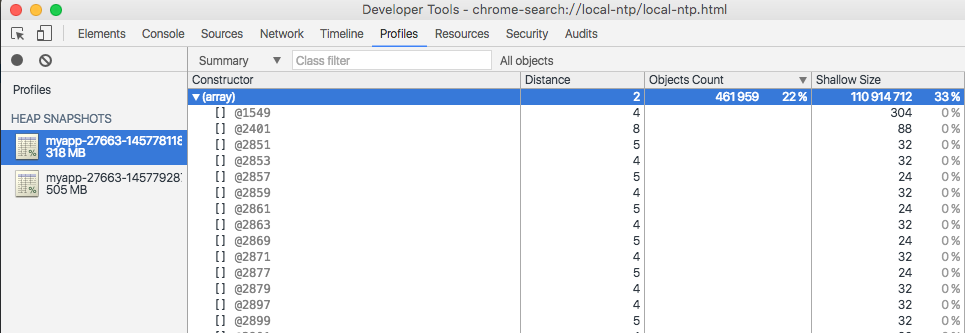 Developer Tools - chrome-search://local-ntp/local-ntp.html
Elements Console Sources Network Timeline Profiles Resources Security Audits
Summary ▼ Class filter All objects
Profiles
HEAP SNAPSHOTS
myapp-27663-145778118
318 MB
myapp-27663-14577928
505 MB
Constructor Distance Objects Count ▼ Shallow Size
▼(array) 2 461 959 22 % 110 914 712 33 %
[] @1549 4 304 0 %
[] @2401 8 88 0 %
[] @2851 5 32 0 %
[] @2853 4 32 0 %
[] @2857 5 24 0 %
[] @2859 4 32 0 %
[] @2861 5 24 0 %
[] @2863 4 32 0 %
[] @2869 5 24 0 %
[] @2871 4 32 0 %
[] @2877 5 24 0 %
[] @2879 4 32 0 %
[] @2897 4 32 0 %
[] @2899 5 32 0 %